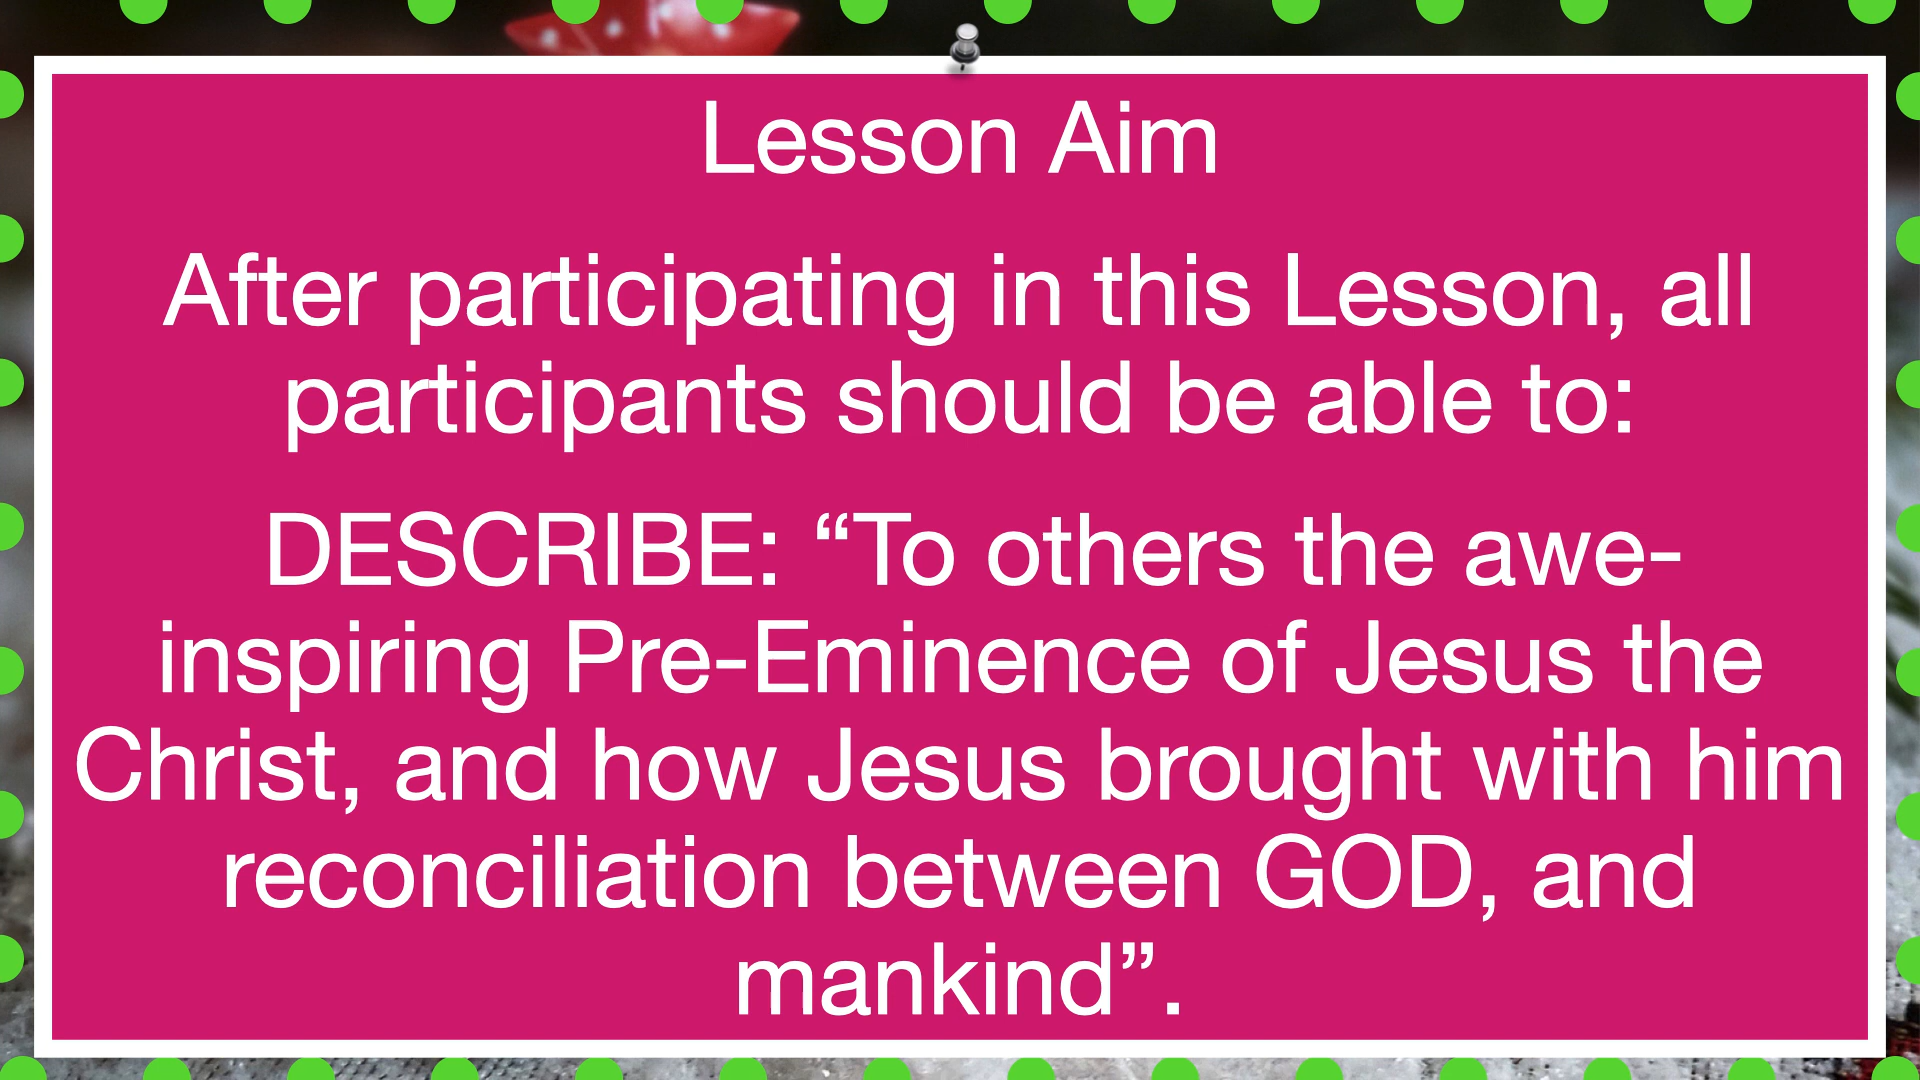 Lesson Aim
After participating in this Lesson, all
participants should be able to:
DESCRIBE: “To others the awe-
inspiring Pre-Eminence of Jesus the
Christ, and how Jesus brought with him
reconciliation between GOD, and
mankind”.